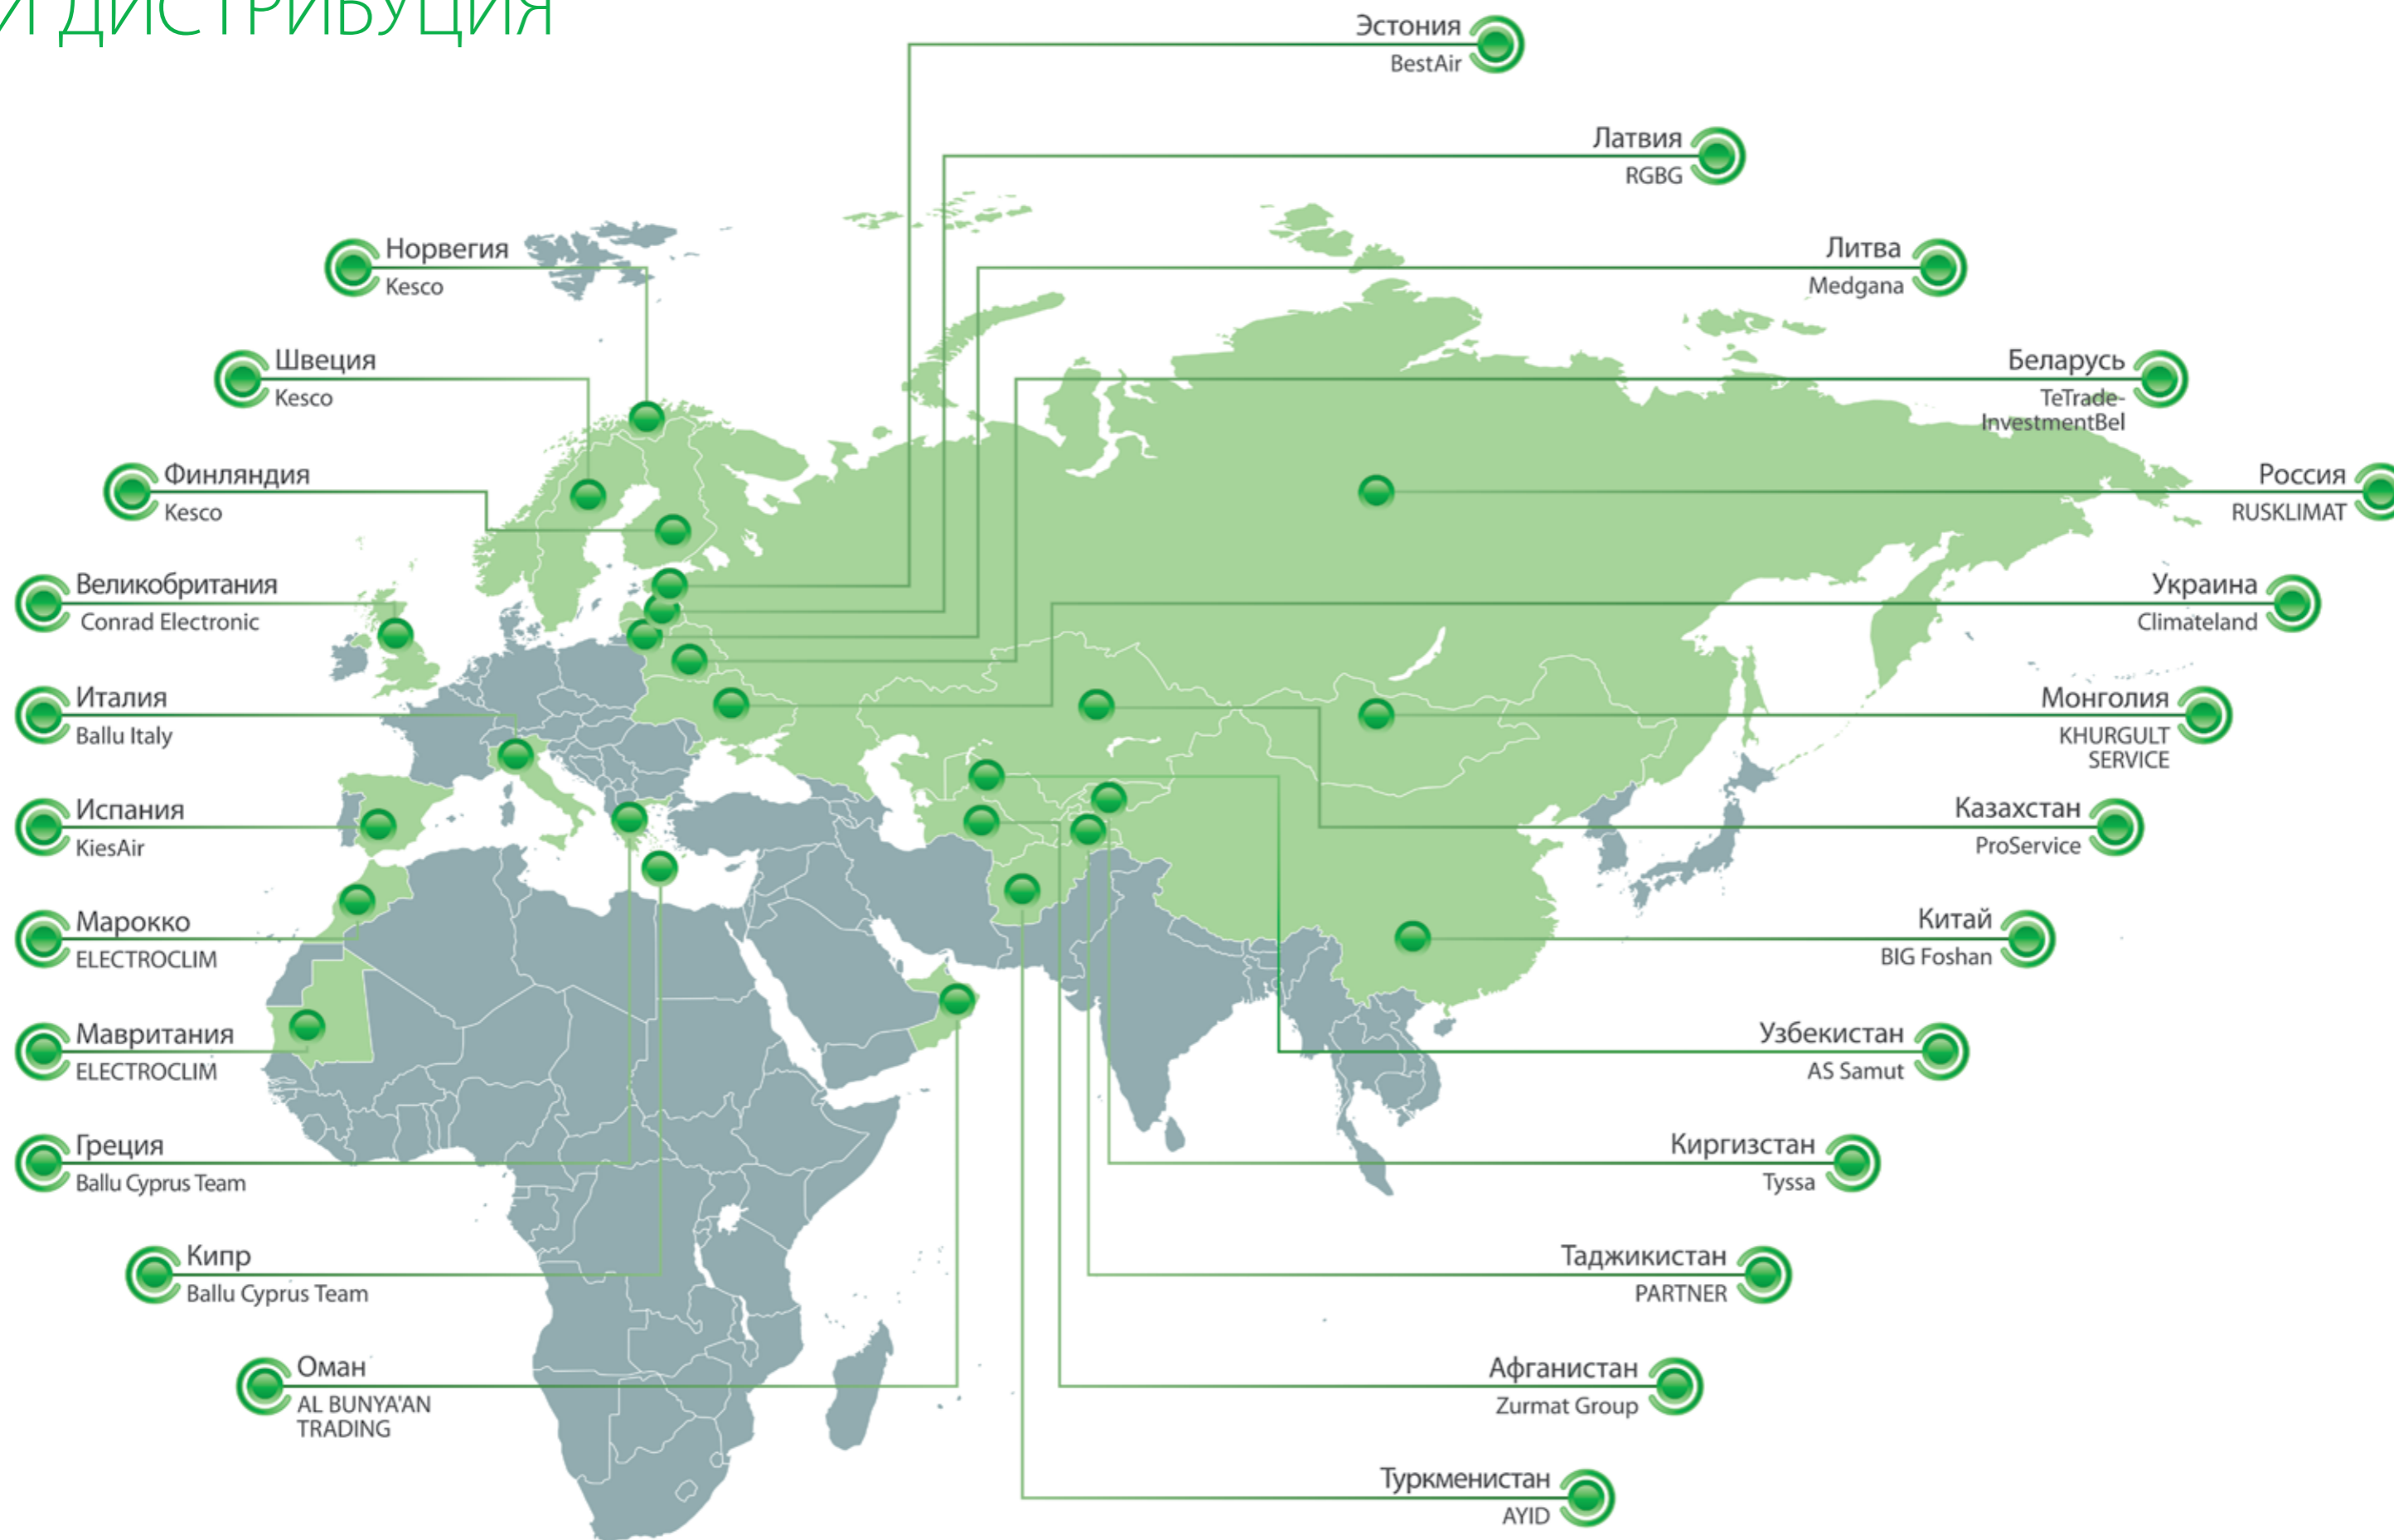 И ДИСТРИБУЦИЯ
Эстония
BestAir
Латвия
RGBG
Литва
Medgana
Беларусь
TeTrade-
InvestmentBel
Россия
RUSKLIMAT
Украина
Climateland
Монголия
KHURGULT
SERVICE
Казахстан
ProService
Китай
BIG Foshan
Узбекистан
AS Samut
Киргизстан
Tyssa
Таджикистан
PARTNER
Афганистан
Zurmat Group
Туркменистан
AYID
Норвегия
Kesco
Швеция
Kesco
Финляндия
Kesco
Великобритания
Conrad Electronic
Италия
Ballu Italy
Испания
KiesAir
Марокко
ELECTROCLIM
Мавритания
ELECTROCLIM
Греция
Ballu Cyprus Team
Кипр
Ballu Cyprus Team
Оман
AL BUNYA'AN
TRADING